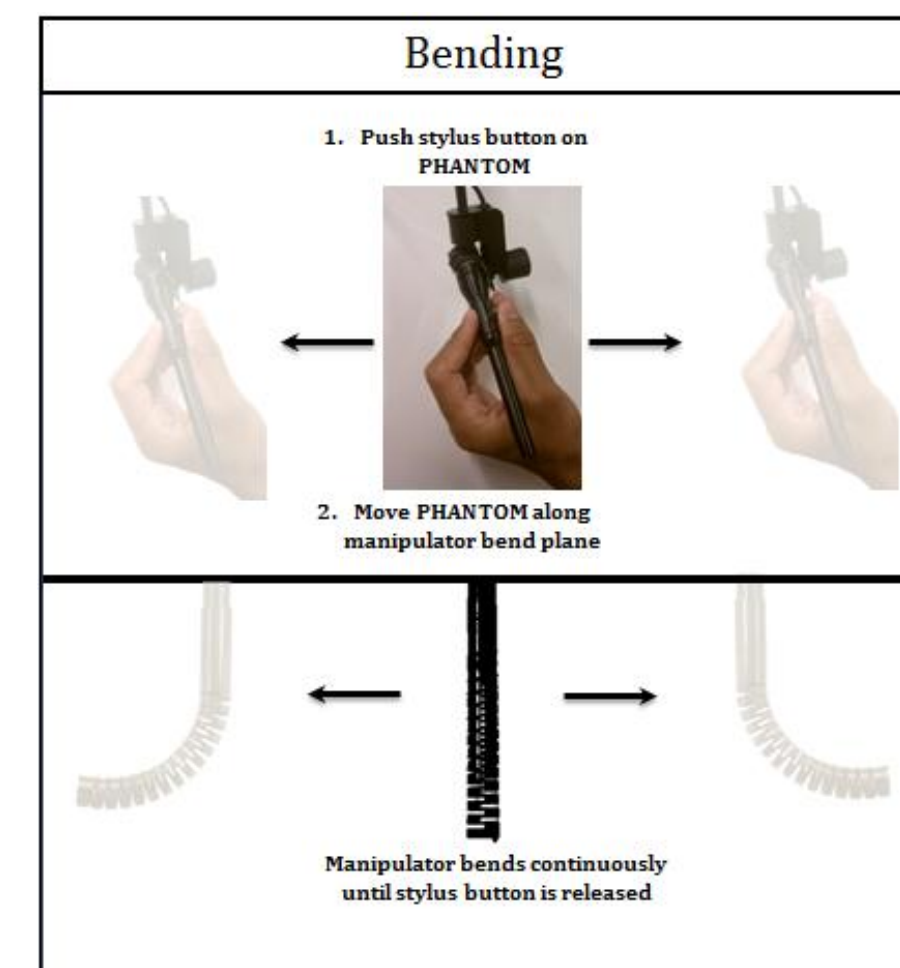 Bending
1. Push stylus button on
PHANTOM
2. Move PHANTOM along
manipulator bend plane
Manipulator bends continuously
until stylus button is released